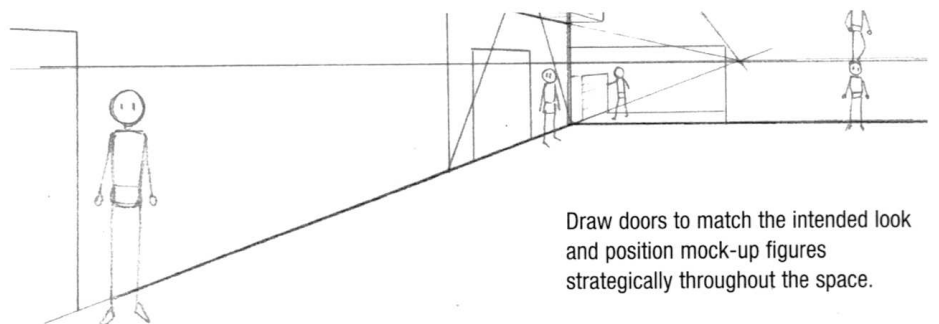 Draw doors to match the intended look
and position mock-up figures
strategically throughout the space.